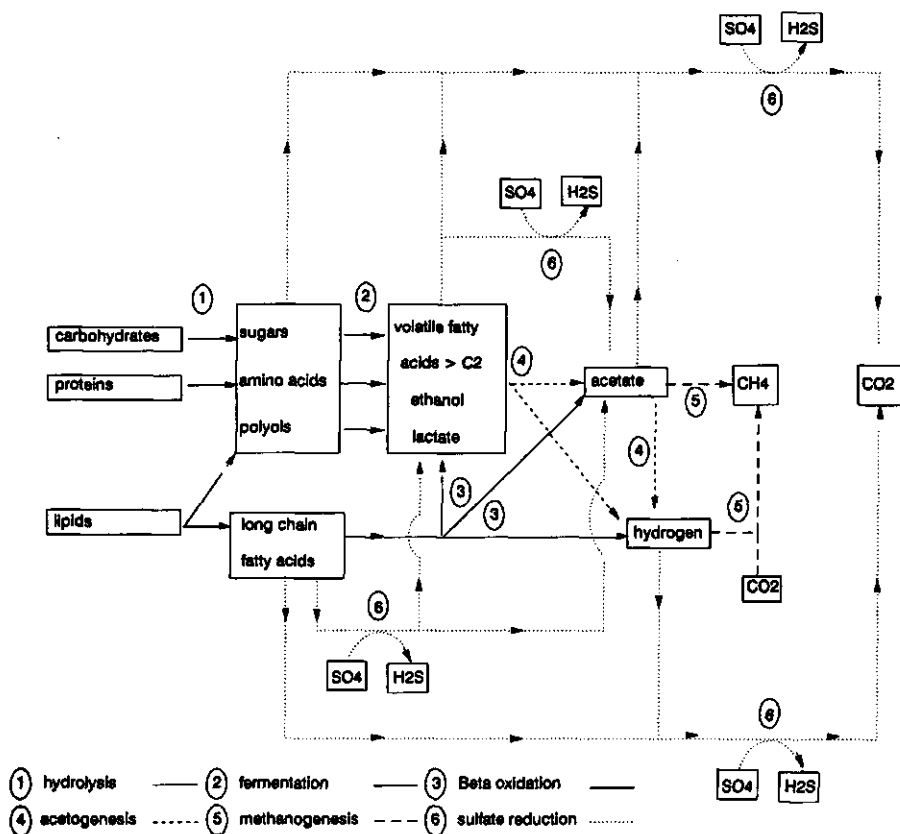 SO4 H2S
6
SO4 H2S
6
1 2
carbohydrates
proteins
lipids
sugars
amino acids
polyols
volatile fatty
acids > C2
ethanol
lactate
4
acetate
5
CH4
CO2
4
3
3
long chain
fatty acids
hydrogen
5
CO2
6
SO4 H2S
6
SO4 H2S
1 hydrolysis 2 fermentation 3 Beta oxidation
4 acetogenesis 5 methanogenesis 6 sulfate reduction